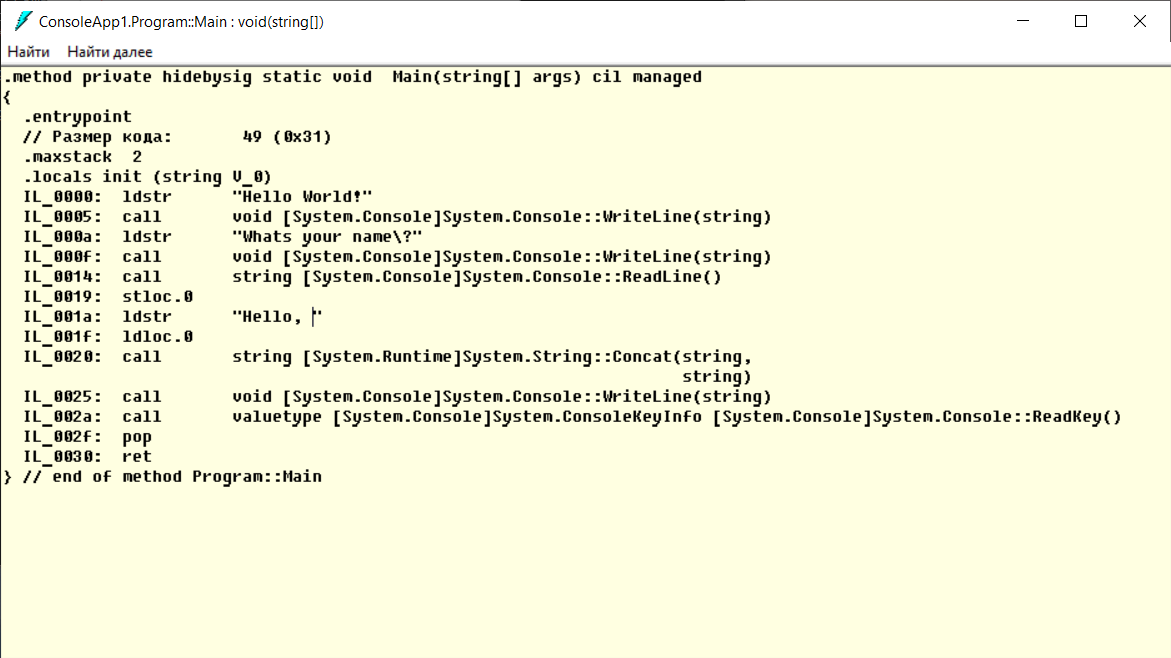 ConsoleApp1.Program::Main : void(string[])
Найти Найти далее
.method private hidebysig static void  Main(string[] args) cil managed
{
  .entrypoint
  // Размер кода:       49 (0x31)
  .maxstack  2
  .locals init (string V_0)
  IL_0000:  ldstr      "Hello World!"
  IL_0005:  call       void [System.Console]System.Console::WriteLine(string)
  IL_000a:  ldstr      "Whats your name\?"
  IL_000f:  call       void [System.Console]System.Console::WriteLine(string)
  IL_0014:  call       string [System.Console]System.Console::ReadLine()
  IL_0019:  stloc.0
  IL_001a:  ldstr      "Hello, "
  IL_001f:  ldloc.0
  IL_0020:  call       string [System.Runtime]System.String::Concat(string,
                                                                    string)
  IL_0025:  call       void [System.Console]System.Console::WriteLine(string)
  IL_002a:  call       valuetype [System.Console]System.ConsoleKeyInfo [System.Console]System.Console::ReadKey()
  IL_002f:  pop
  IL_0030:  ret
} // end of method Program::Main